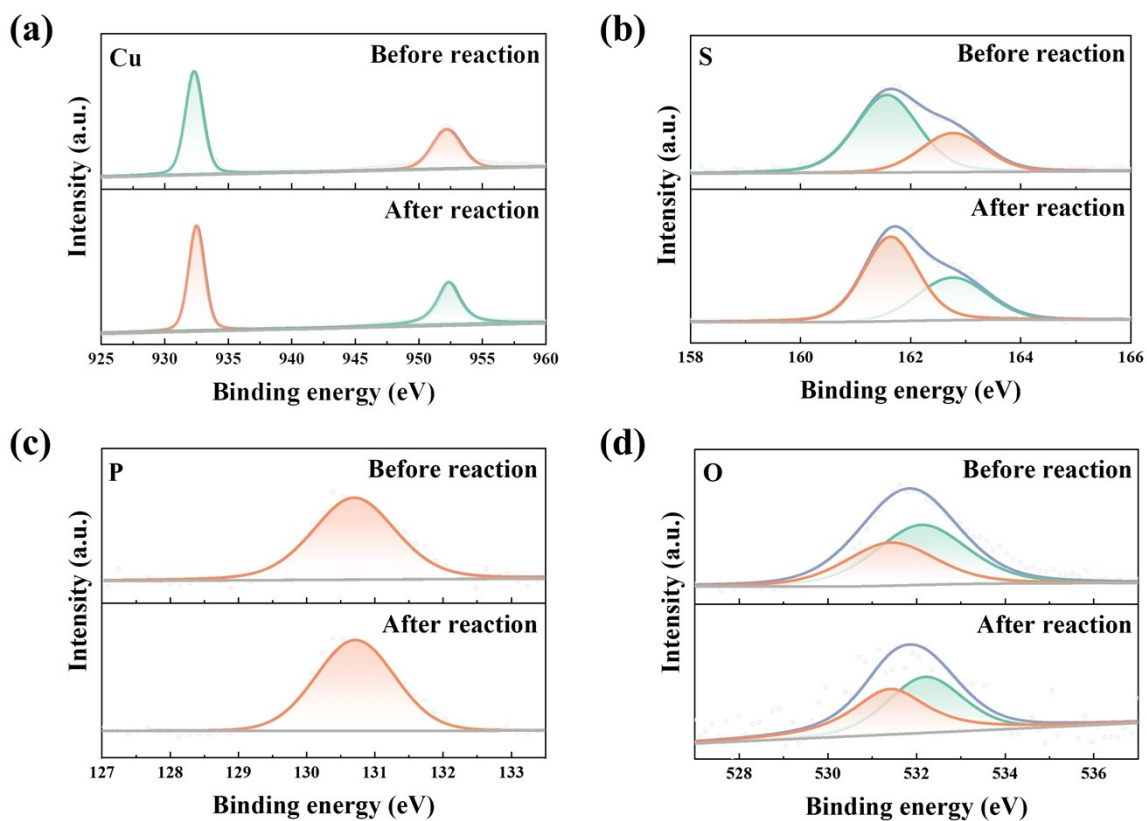 (a)
Cu
Before reaction
After reaction
Intensity (a.u.)
925 930 935 940 945 950 955 960
Binding energy (eV)
(b)
S
Before reaction
After reaction
Intensity (a.u.)
158 160 162 164 166
Binding energy (eV)
(c)
P
Before reaction
After reaction
Intensity (a.u.)
127 128 129 130 131 132 133
Binding energy (eV)
(d)
O
Before reaction
After reaction
Intensity (a.u.)
528 530 532 534 536
Binding energy (eV)